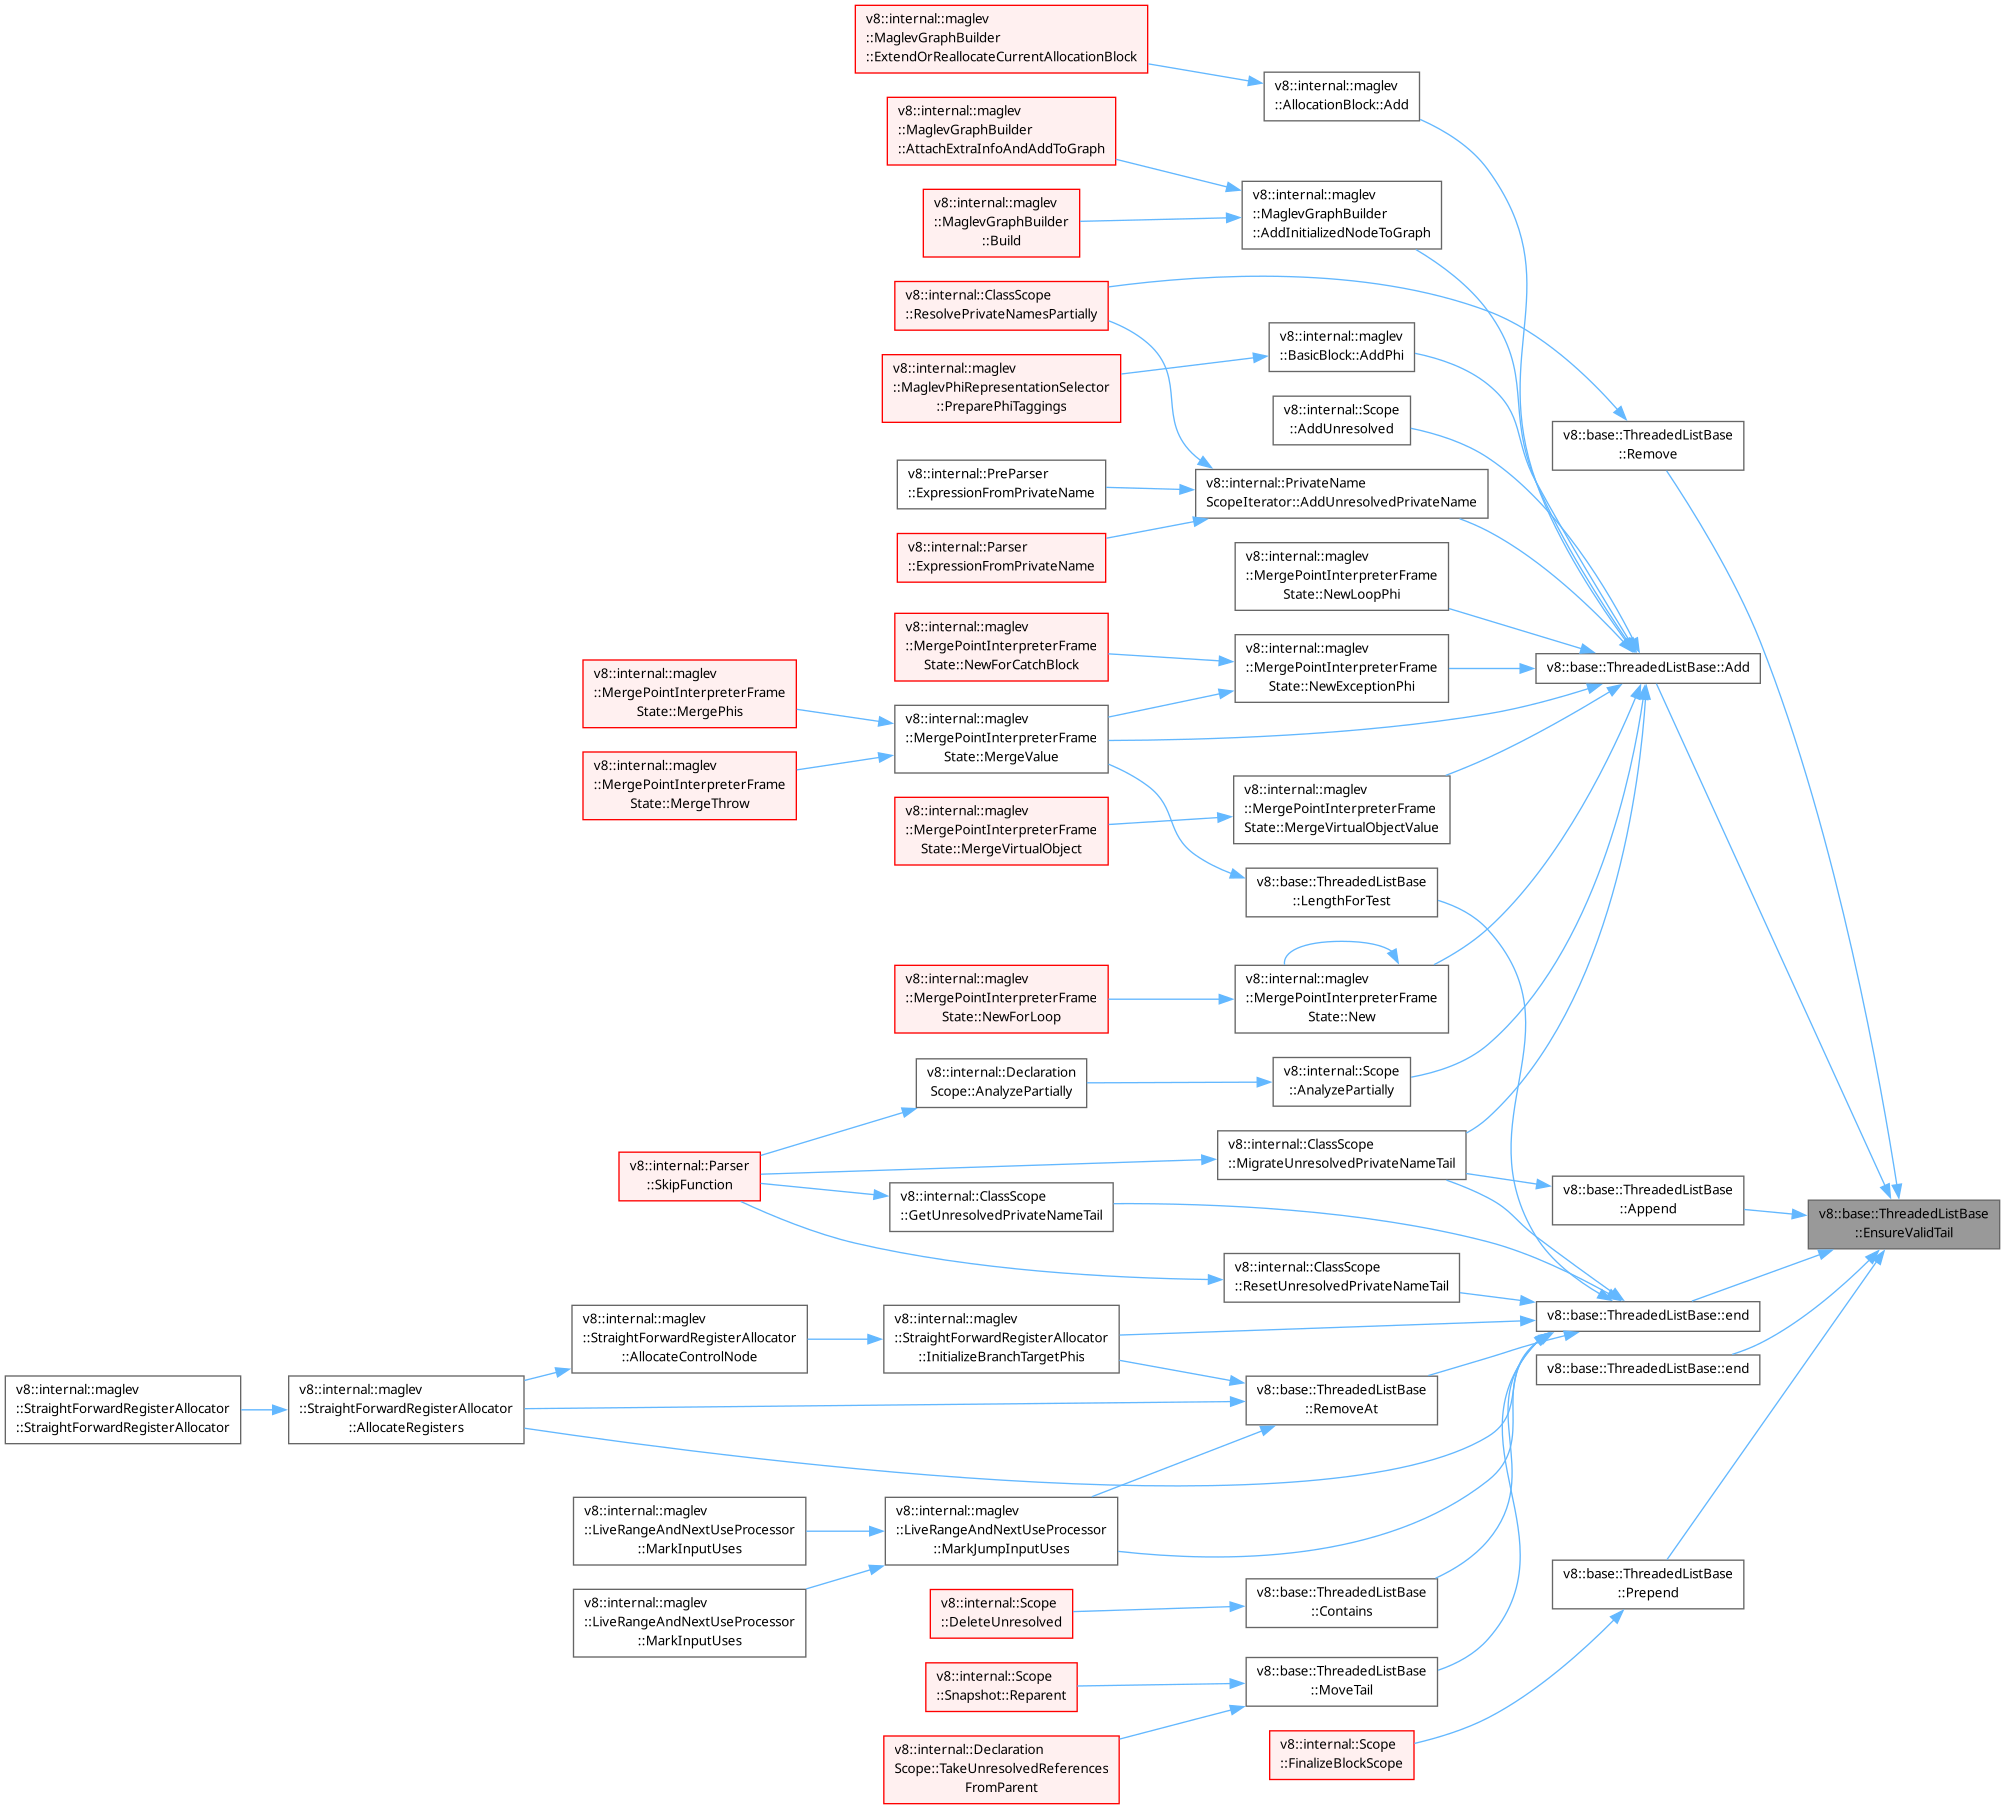 v8::internal::maglev
::MaglevGraphBuilder
::ExtendOrReallocateCurrentAllocationBlock
v8::internal::maglev
::AllocationBlock::Add
v8::internal::maglev
::MaglevGraphBuilder
::AttachExtraInfoAndAddToGraph
v8::internal::maglev
::MaglevGraphBuilder
::AddInitializedNodeToGraph
v8::internal::maglev
::MaglevGraphBuilder
::Build
v8::internal::ClassScope
::ResolvePrivateNamesPartially
v8::internal::maglev
::BasicBlock::AddPhi
v8::internal::maglev
::MaglevPhiRepresentationSelector
::PreparePhiTaggings
v8::internal::Scope
::AddUnresolved
v8::base::ThreadedListBase
::Remove
v8::internal::PreParser
::ExpressionFromPrivateName
v8::internal::PrivateName
ScopeIterator::AddUnresolvedPrivateName
v8::internal::Parser
::ExpressionFromPrivateName
v8::internal::maglev
::MergePointInterpreterFrame
State::NewLoopPhi
v8::internal::maglev
::MergePointInterpreterFrame
State::NewForCatchBlock
v8::internal::maglev
::MergePointInterpreterFrame
State::NewExceptionPhi
v8::base::ThreadedListBase::Add
v8::internal::maglev
::MergePointInterpreterFrame
State::MergePhis
v8::internal::maglev
::MergePointInterpreterFrame
State::MergeValue
v8::internal::maglev
::MergePointInterpreterFrame
State::MergeThrow
v8::internal::maglev
::MergePointInterpreterFrame
State::MergeVirtualObjectValue
v8::internal::maglev
::MergePointInterpreterFrame
State::MergeVirtualObject
v8::base::ThreadedListBase
::LengthForTest
v8::internal::maglev
::MergePointInterpreterFrame
State::NewForLoop
v8::internal::maglev
::MergePointInterpreterFrame
State::New
v8::internal::Declaration
Scope::AnalyzePartially
v8::internal::Scope
::AnalyzePartially
v8::internal::Parser
::SkipFunction
v8::internal::ClassScope
::MigrateUnresolvedPrivateNameTail
v8::internal::ClassScope
::GetUnresolvedPrivateNameTail
v8::base::ThreadedListBase
::Append
v8::base::ThreadedListBase
::EnsureValidTail
v8::internal::ClassScope
::ResetUnresolvedPrivateNameTail
v8::base::ThreadedListBase::end
v8::internal::maglev
::StraightForwardRegisterAllocator
::AllocateControlNode
v8::internal::maglev
::StraightForwardRegisterAllocator
::InitializeBranchTargetPhis
v8::base::ThreadedListBase::end
v8::internal::maglev
::StraightForwardRegisterAllocator
::StraightForwardRegisterAllocator
v8::internal::maglev
::StraightForwardRegisterAllocator
::AllocateRegisters
v8::base::ThreadedListBase
::RemoveAt
v8::internal::maglev
::LiveRangeAndNextUseProcessor
::MarkInputUses
v8::internal::maglev
::LiveRangeAndNextUseProcessor
::MarkJumpInputUses
v8::internal::maglev
::LiveRangeAndNextUseProcessor
::MarkInputUses
v8::base::ThreadedListBase
::Prepend
v8::internal::Scope
::DeleteUnresolved
v8::base::ThreadedListBase
::Contains
v8::internal::Scope
::Snapshot::Reparent
v8::base::ThreadedListBase
::MoveTail
v8::internal::Declaration
Scope::TakeUnresolvedReferences
FromParent
v8::internal::Scope
::FinalizeBlockScope